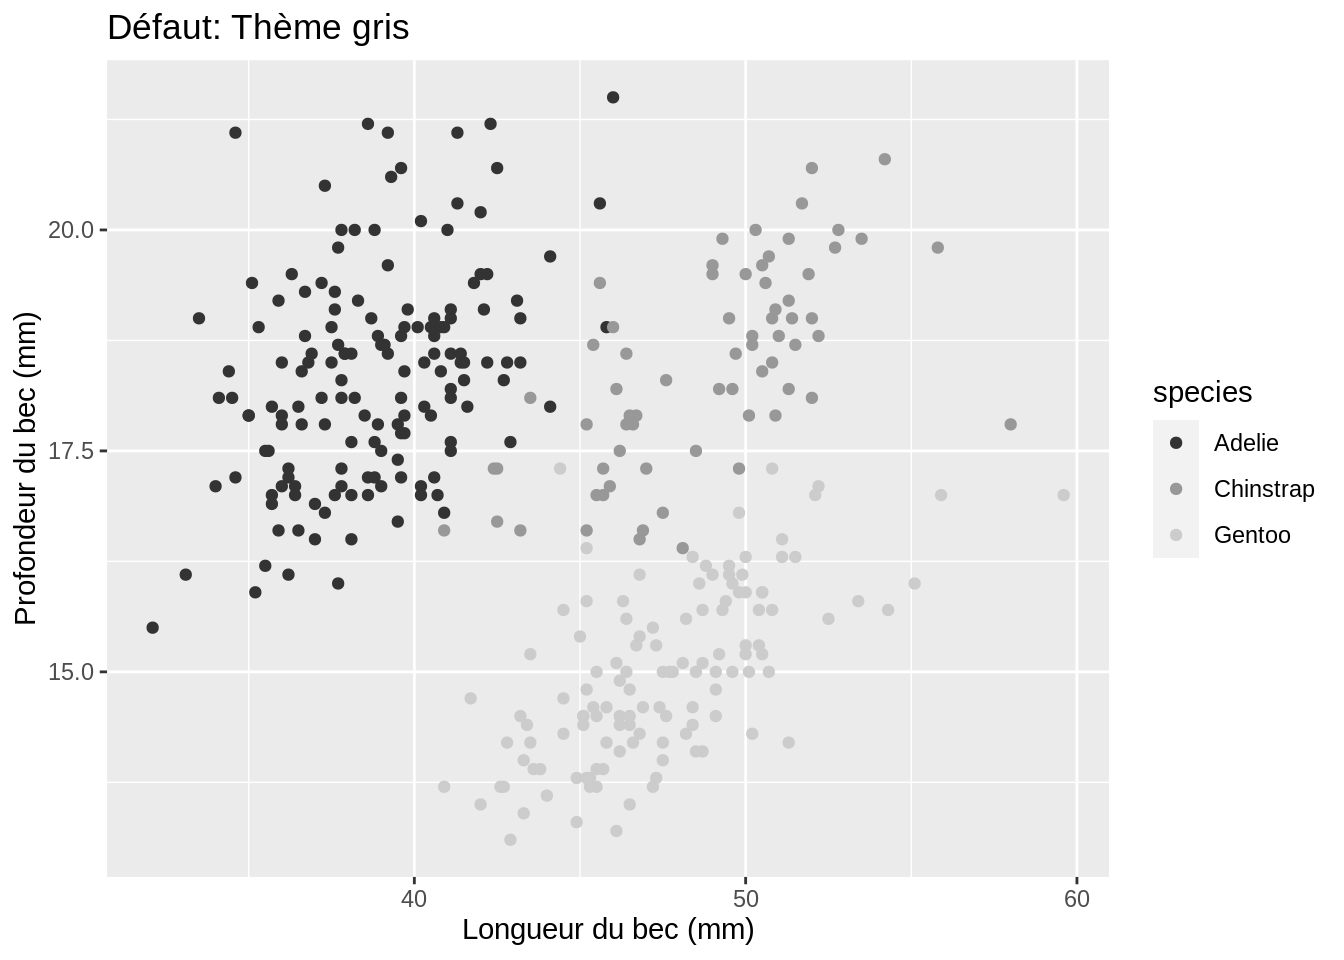 Défaut: Thème gris
Profondeur du bec (mm)
20.0
17.5
15.0
40
50
60
Longueur du bec (mm)
species
Adelie
Chinstrap
Gentoo